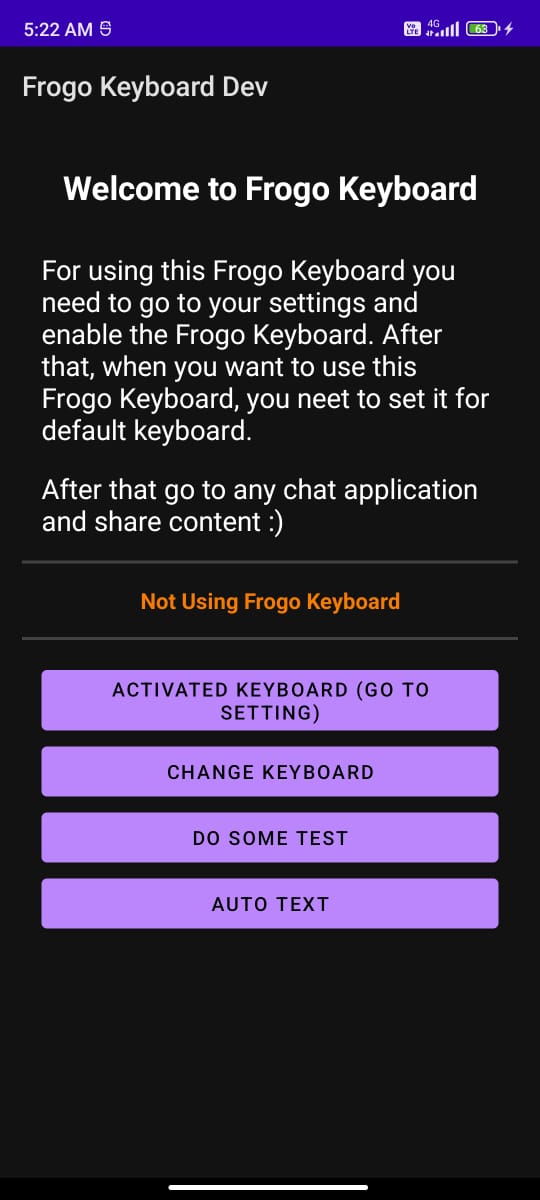 5:22 AM
Vo LTE 4G 63
Frogo Keyboard Dev
Welcome to Frogo Keyboard
For using this Frogo Keyboard you
need to go to your settings and
enable the Frogo Keyboard. After
that, when you want to use this
Frogo Keyboard, you neet to set it for
default keyboard.
After that go to any chat application
and share content :)
Not Using Frogo Keyboard
ACTIVATED KEYBOARD (GO TO
SETTING)
CHANGE KEYBOARD
DO SOME TEST
AUTO TEXT